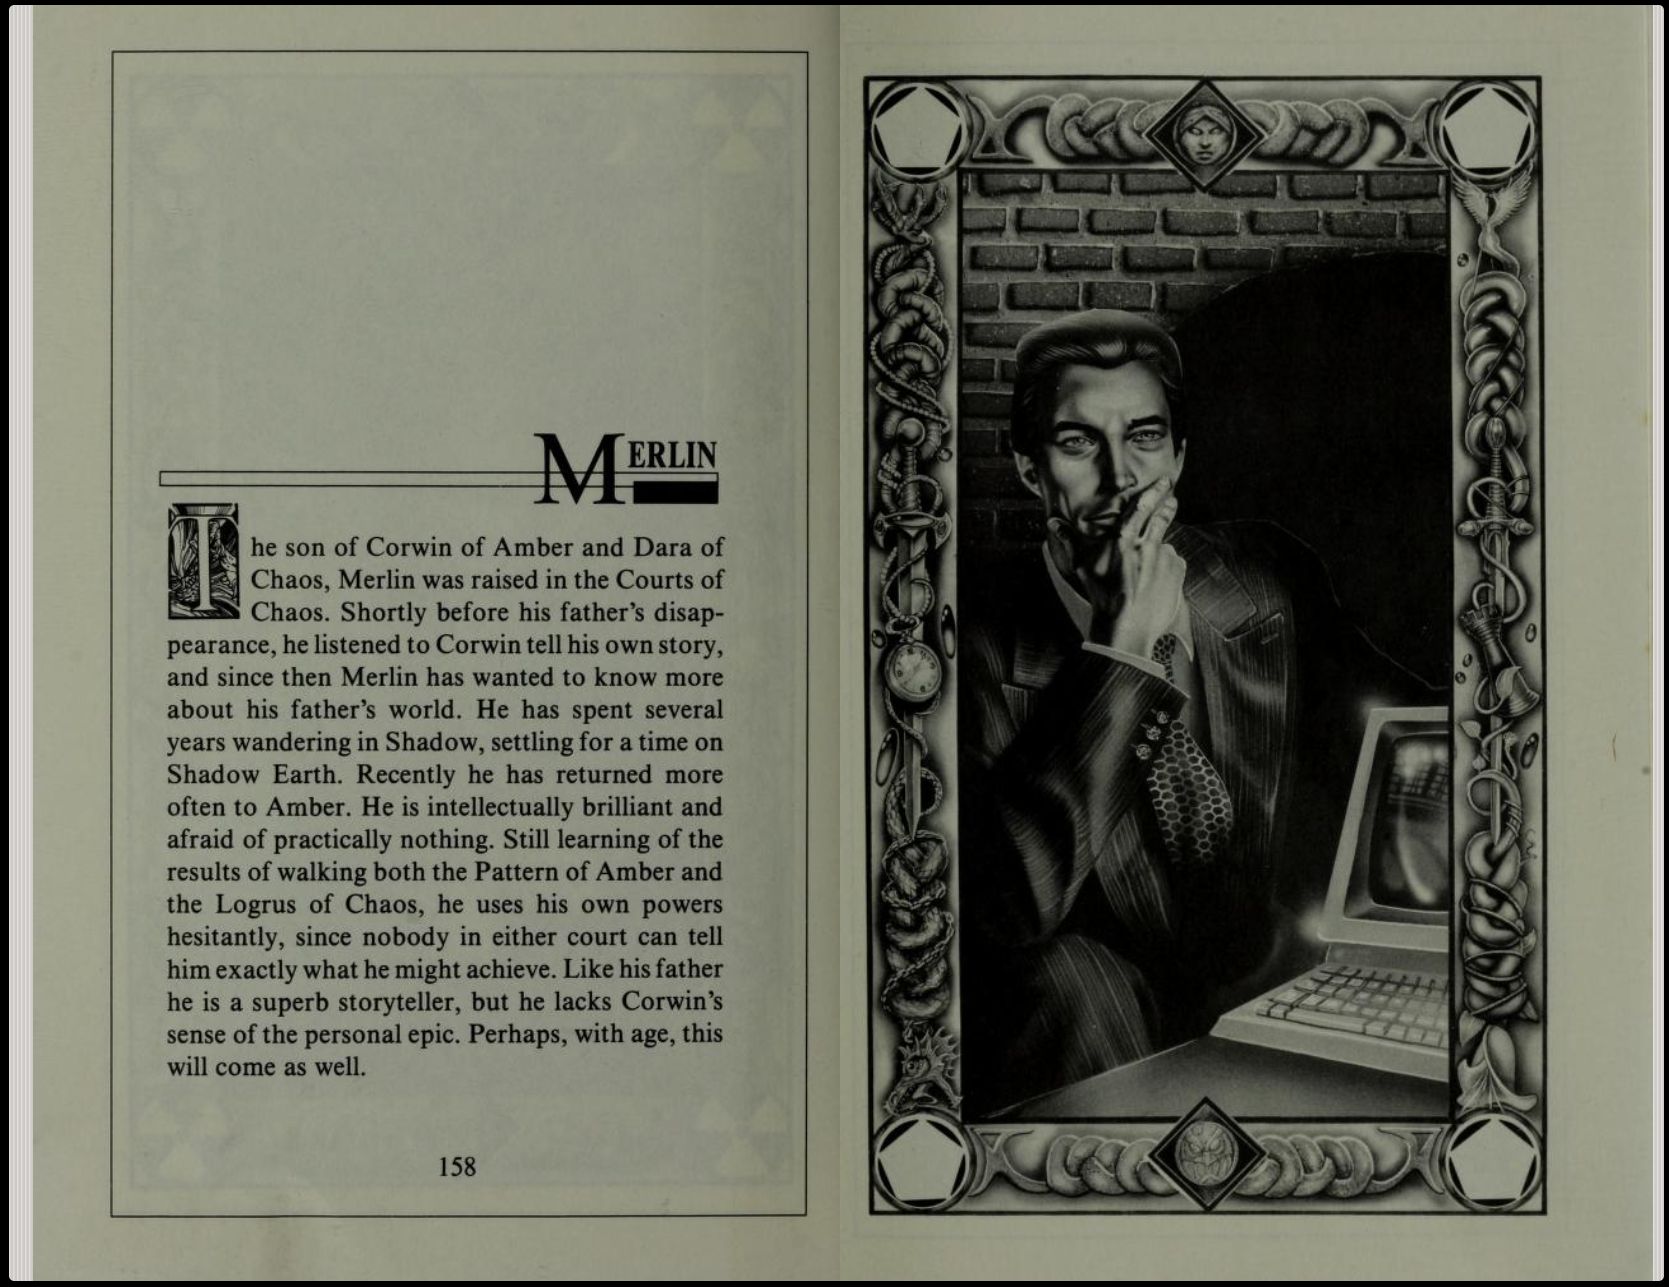 MERLIN
The son of Corwin of Amber and Dara of
Chaos, Merlin was raised in the Courts of
Chaos. Shortly before his father's disap-
pearance, he listened to Corwin tell his own story,
and since then Merlin has wanted to know more
about his father's world. He has spent several
years wandering in Shadow, settling for a time on
Shadow Earth. Recently he has returned more
often to Amber. He is intellectually brilliant and
afraid of practically nothing. Still learning of the
results of walking both the Pattern of Amber and
the Logrus of Chaos, he uses his own powers
hesitantly, since nobody in either court can tell
him exactly what he might achieve. Like his father
he is a superb storyteller, but he lacks Corwin's
sense of the personal epic. Perhaps, with age, this
will come as well.
158